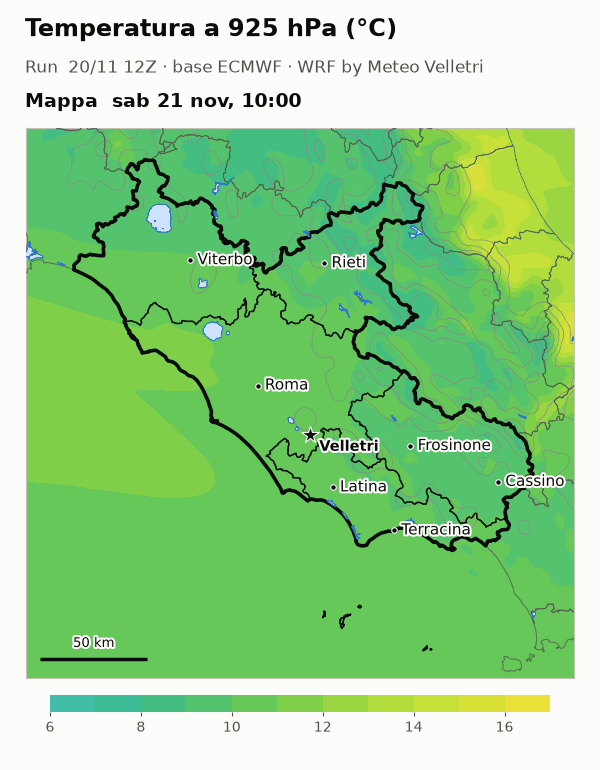 Temperatura a 925 hPa (°C)
Run  20/11 12Z · base ECMWF · WRF by Meteo Velletri
Mappa  sab 21 nov, 10:00
Viterbo
Rieti
Roma
Velletri
Frosinone
Latina
Cassino
Terracina
50 km
6 8 10 12 14 16